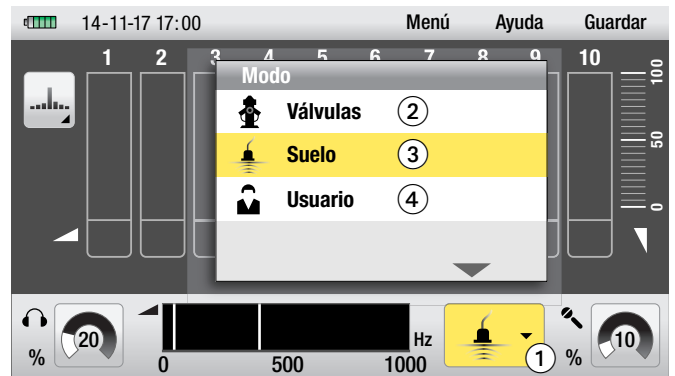 14-11-17 17:00 Menú Ayuda Guardar
1 2 3 4 5 6 7 8 9 10
Modo
Válvulas 2
Suelo 3
Usuario 4
100
50
0
20 %
0 500 1000 Hz
1
% 10